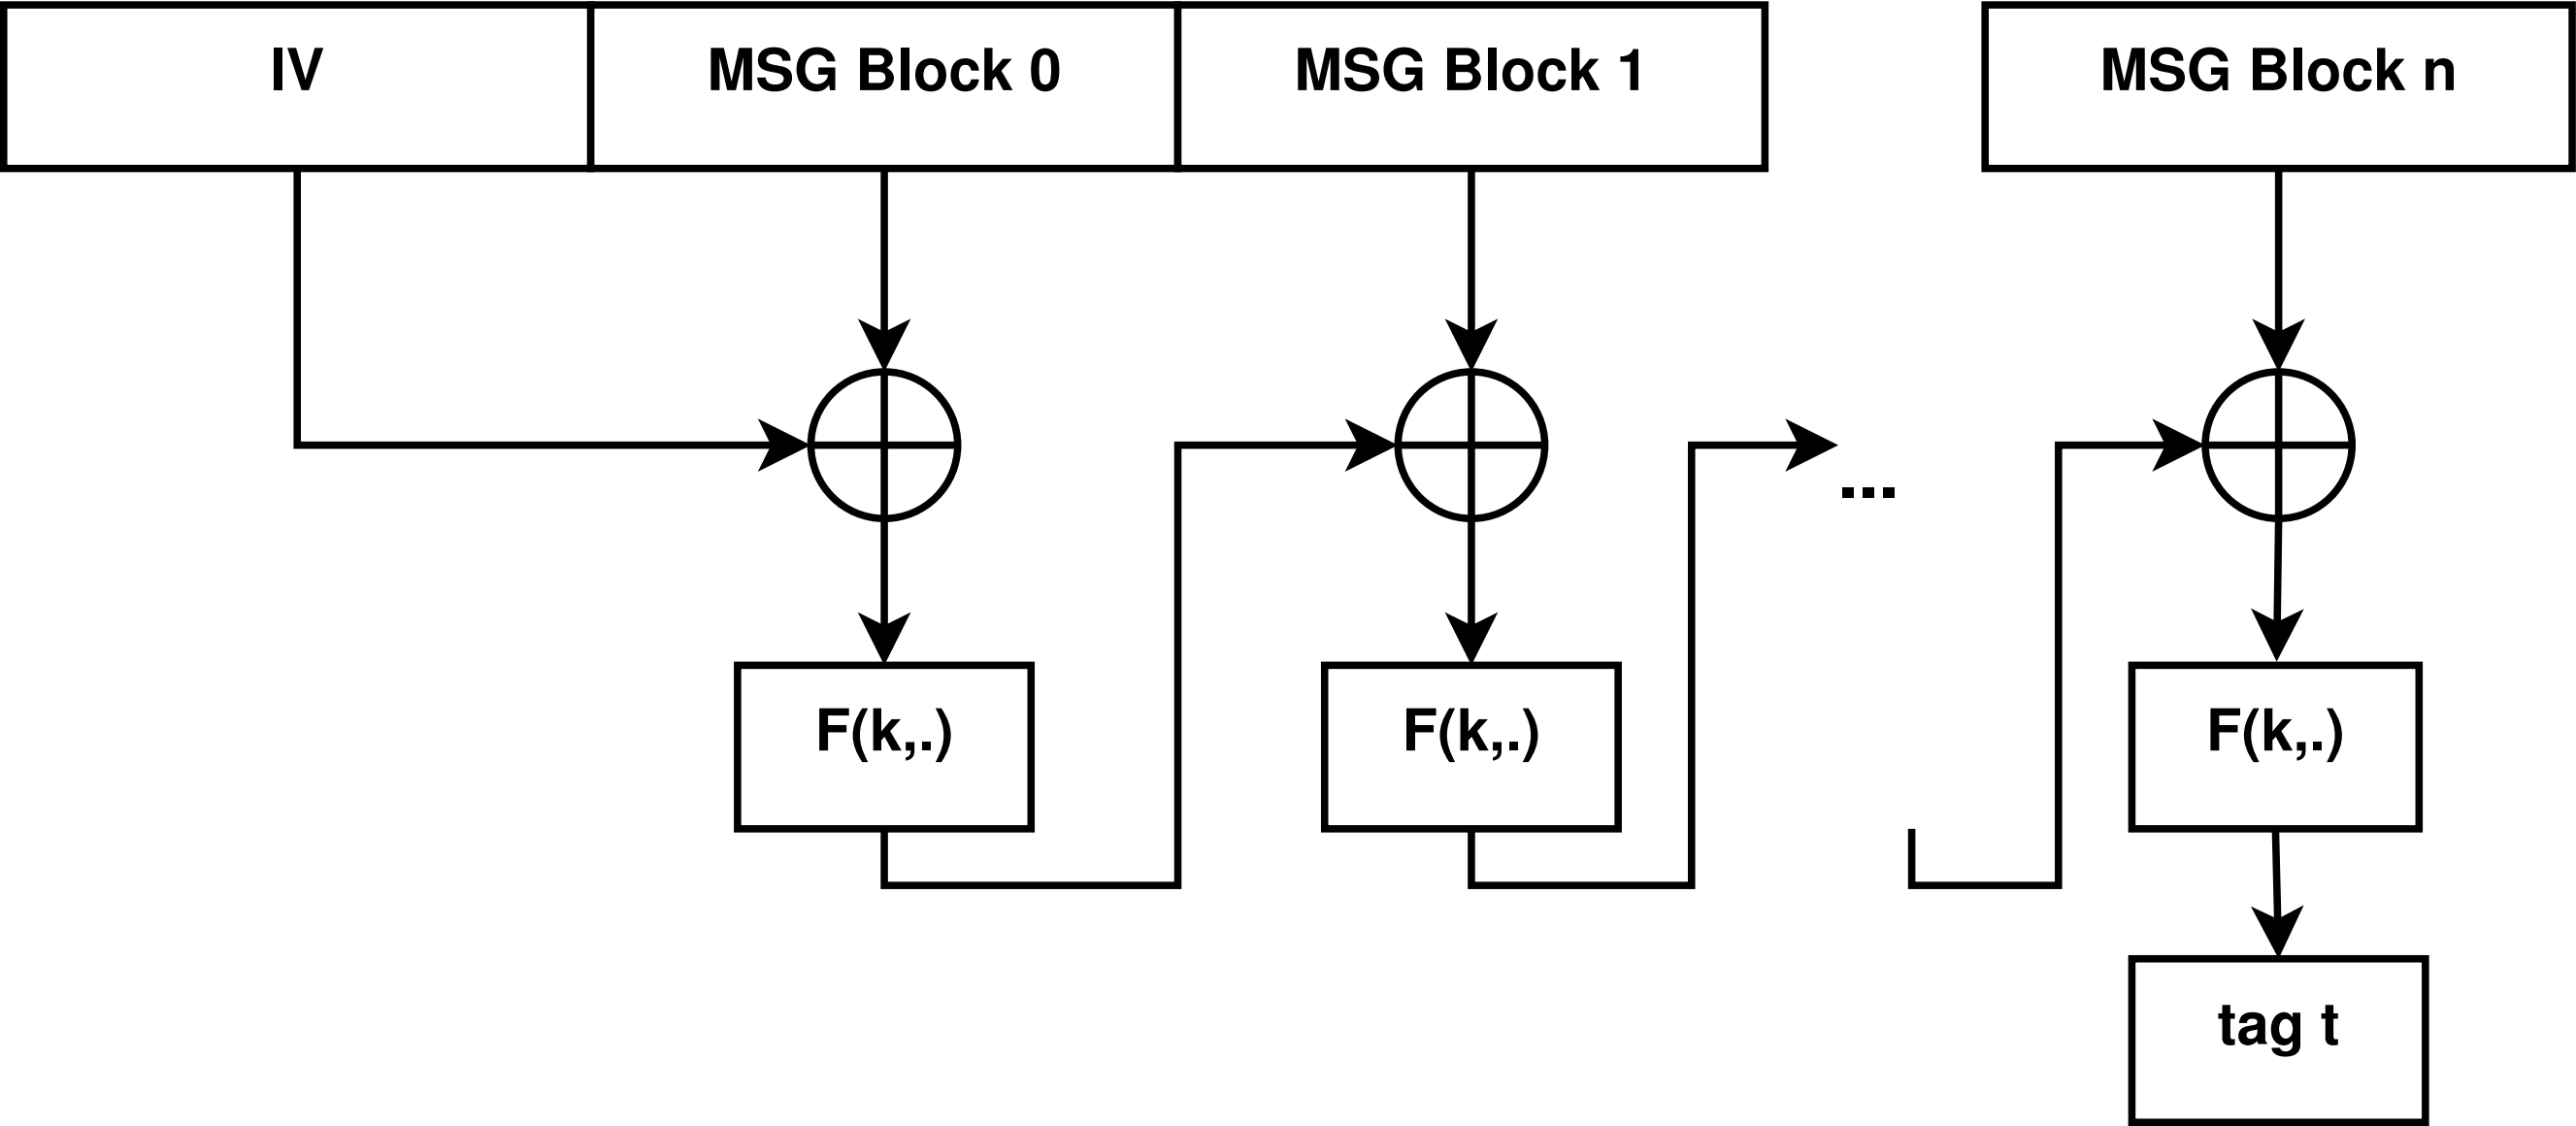 IV
MSG Block 0
MSG Block 1
MSG Block n
...
F(k,.)
F(k,.)
F(k,.)
tag t